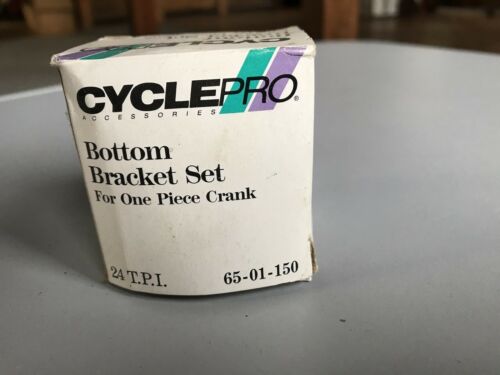 CYCLEPRO®
ACCESSORIES
Bottom
Bracket Set
For One Piece Crank
24 T.P.I. 65-01-150